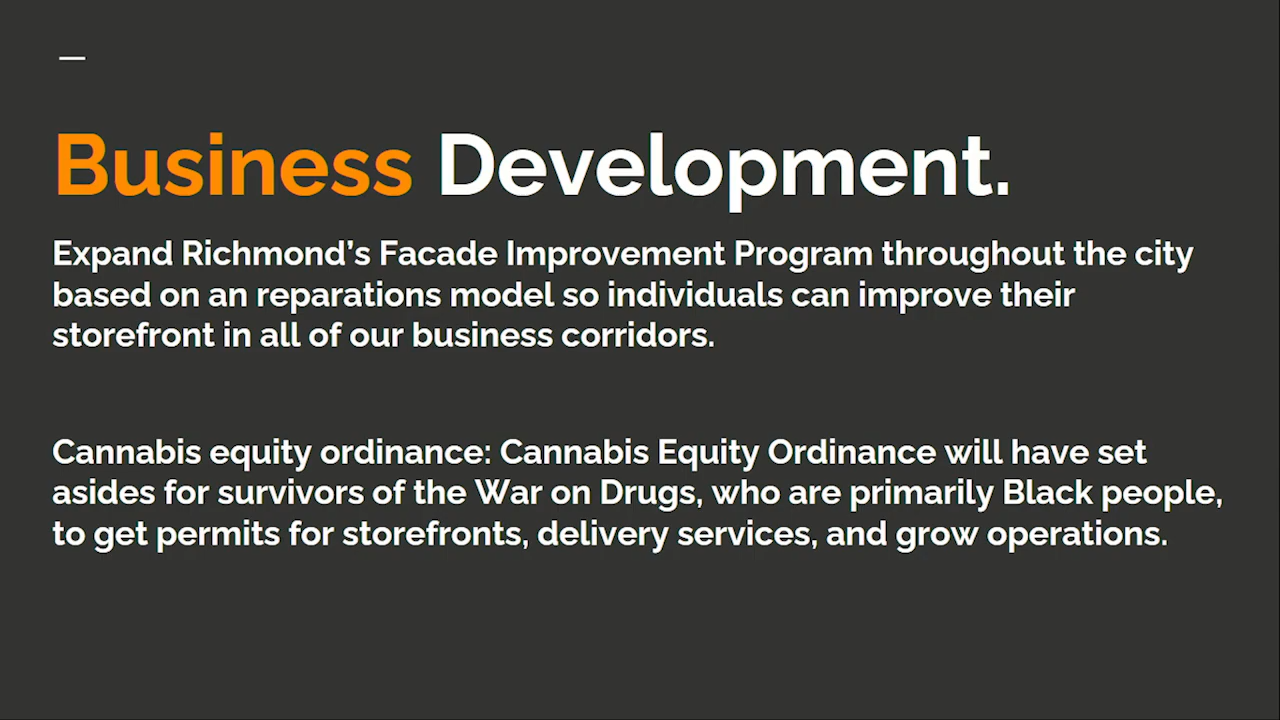 Business Development.
Expand Richmond’s Facade Improvement Program throughout the city
based on an reparations model so individuals can improve their
storefront in all of our business corridors.
Cannabis equity ordinance: Cannabis Equity Ordinance will have set
asides for survivors of the War on Drugs, who are primarily Black people,
to get permits for storefronts, delivery services, and grow operations.